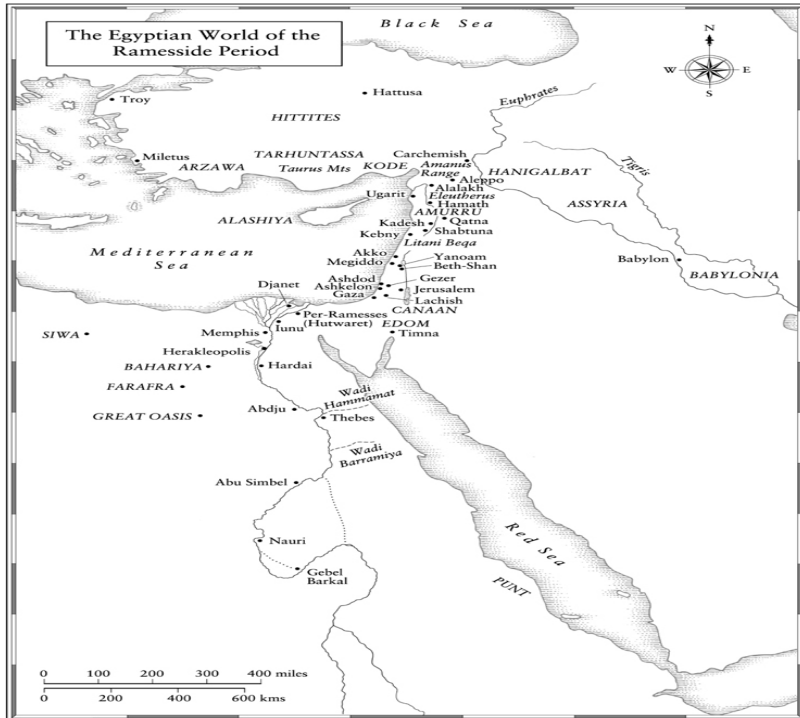 The Egyptian World of the
Ramesside Period
Black Sea
N
W E
S
Troy
Hattusa
Euphrates
HITTITES
Miletus
ARZAWA
TARHUNTASSA
Taurus Mts
KODE
Carchemish
Amanus
Range
HANIGALBAT
Tigris
Aleppo
Alalakh
Ugarit
Eleutherus
Hamath
ASSYRIA
ALASHIYA
AMURRU
Kadesh
Qatna
Kebny
Shabtuna
Litani Beqa
Mediterranean
Sea
Akko
Yanoam
Megiddo
Beth-Shan
Babylon
BABYLONIA
Djanet
Ashdod
Gezer
Ashkelon
Jerusalem
Gaza
Lachish
CANAAN
Per-Ramesses
(Hutwaret)
EDOM
SIWA
Memphis
Iunu
Timna
Herakleopolis
BAHARIYA
Hardai
FARAFRA
Wadi
Hammamat
GREAT OASIS
Abdju
Thebes
Wadi
Barramiya
Abu Simbel
Nauri
Red Sea
Gebel
Barkal
PUNT
0 100 200 300 400 miles
0 200 400 600 kms